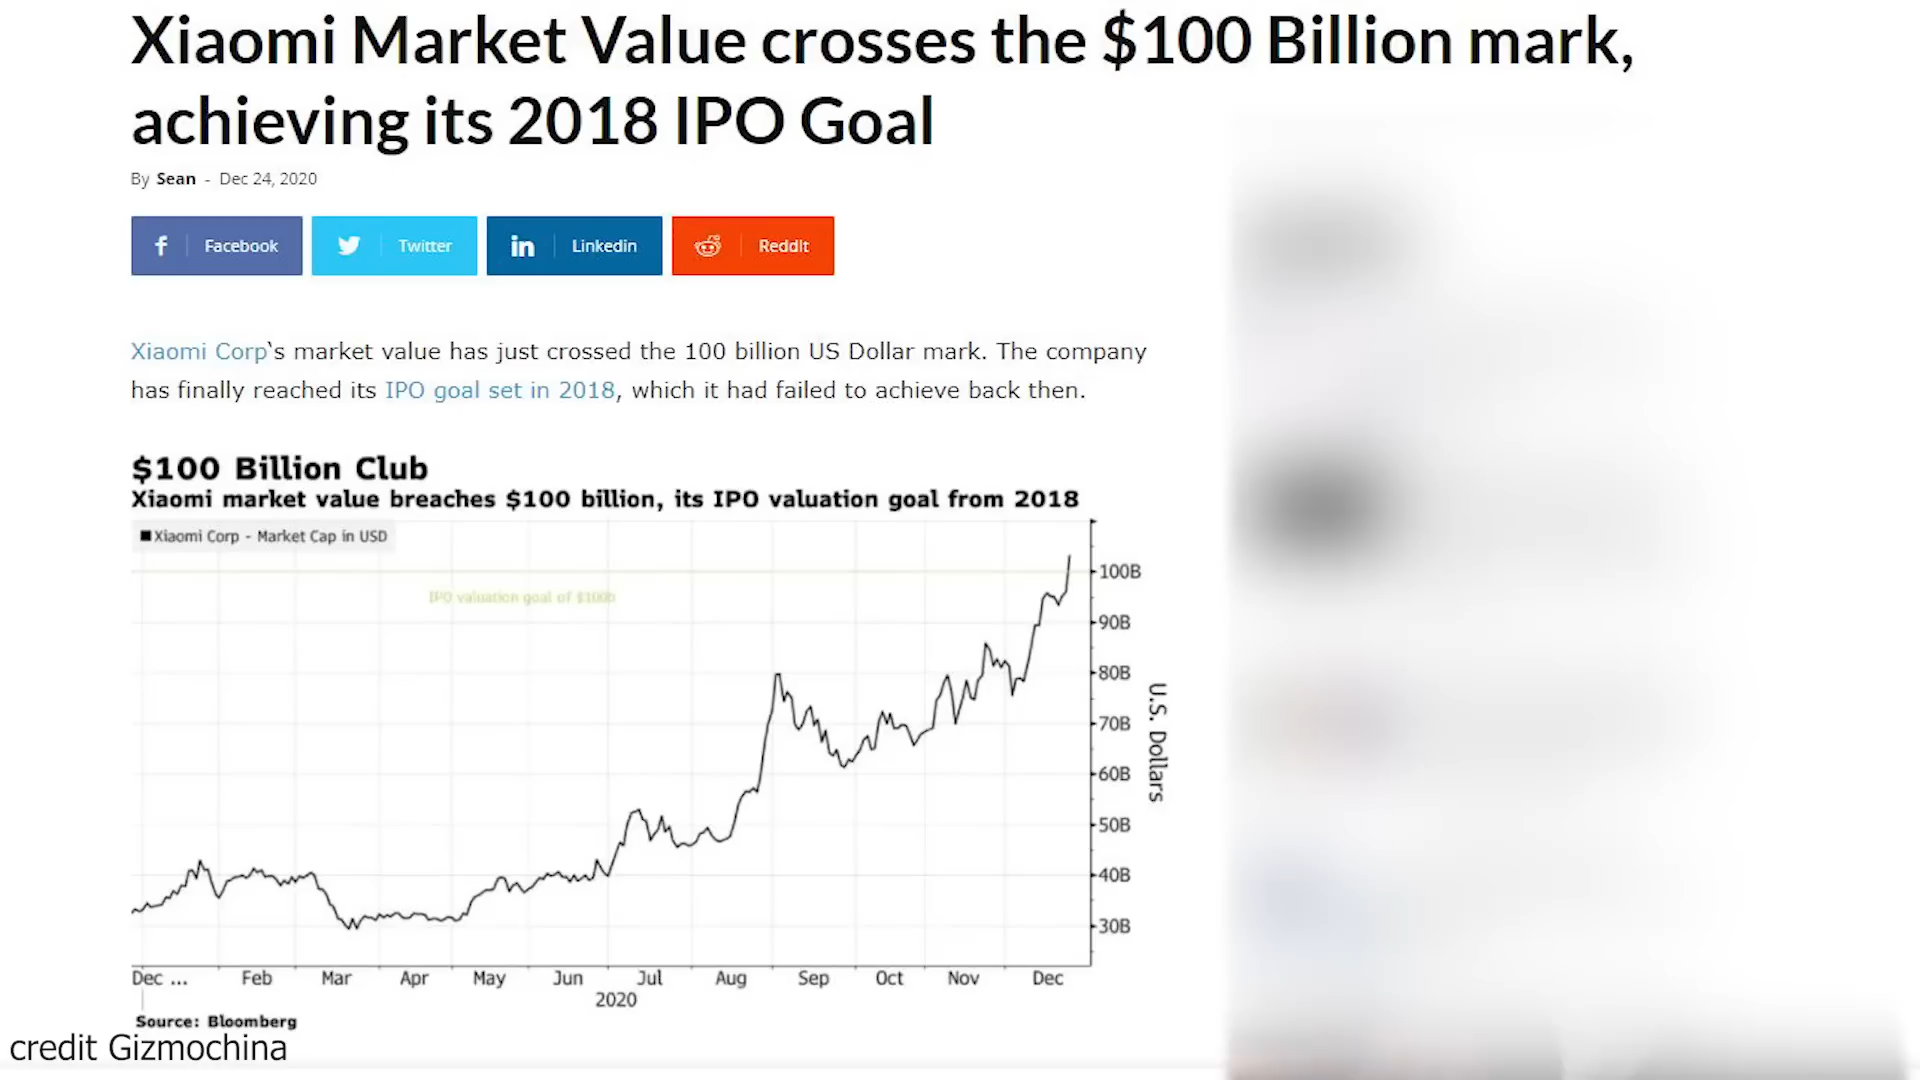 Xiaomi Market Value crosses the $100 Billion mark,
achieving its 2018 IPO Goal
By Sean - Dec 24, 2020
Facebook
Twitter
Linkedin
ReddIt
Xiaomi Corp's market value has just crossed the 100 billion US Dollar mark. The company
has finally reached its IPO goal set in 2018, which it had failed to achieve back then.
$100 Billion Club
Xiaomi market value breaches $100 billion, its IPO valuation goal from 2018
Xiaomi Corp - Market Cap in USD
IPO valuation goal of $100b
100B
90B
80B
70B
60B
50B
40B
30B
U.S. Dollars
Dec ... Feb Mar Apr May Jun Jul Aug Sep Oct Nov Dec
2020
Source: Bloomberg
credit Gizmochina